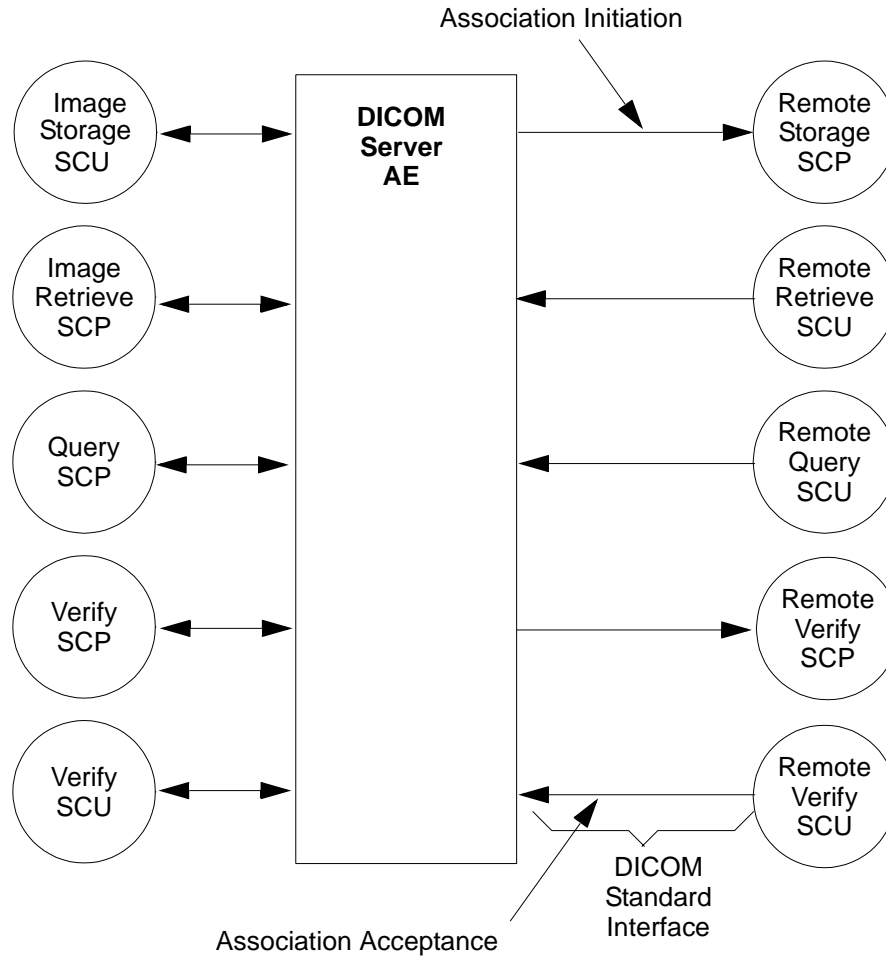 Association Initiation
Image
Storage
SCU
DICOM
Server
AE
Remote
Storage
SCP
Image
Retrieve
SCP
Remote
Retrieve
SCU
Query
SCP
Remote
Query
SCU
Verify
SCP
Remote
Verify
SCP
Verify
SCU
Remote
Verify
SCU
DICOM
Standard
Interface
Association Acceptance